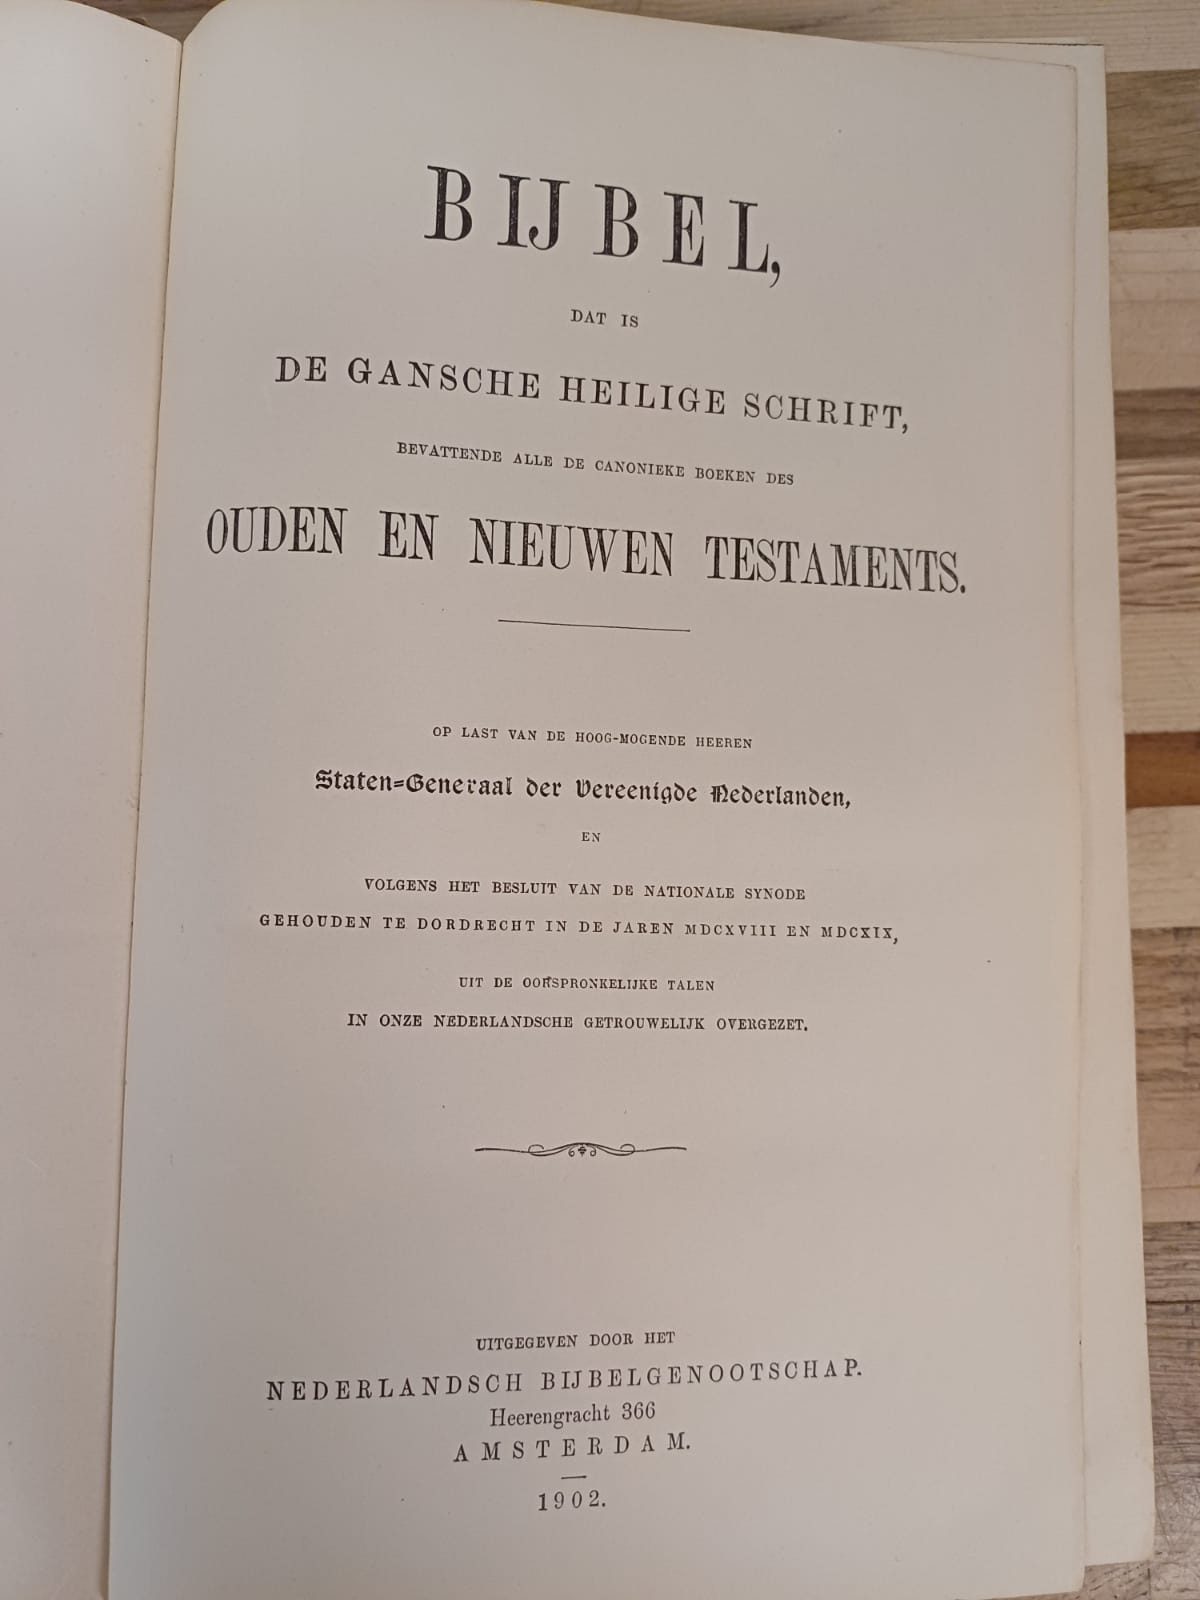 BIJBEL,
DAT IS
DE GANSCHE HEILIGE SCHRIFT,
BEVATTENDE ALLE DE CANONIEKE BOEKEN DES
OUDEN EN NIEUWEN TESTAMENTS.
OP LAST VAN DE HOOG-MOGENDE HEEREN
Staten=Generaal der Vereenigde Nederlanden,
EN
VOLGENS HET BESLUIT VAN DE NATIONALE SYNODE
GEHOUDEN TE DORDRECHT IN DE JAREN MDCXVIII EN MDCXIX,
UIT DE OORSPRONKELIJKE TALEN
IN ONZE NEDERLANDSCHE GETROUWELIJK OVERGEZET.
UITGEGEVEN DOOR HET
NEDERLANDSCH BIJBELGENOOTSCHAP.
Heerengracht 366
AMSTERDAM.
1902.